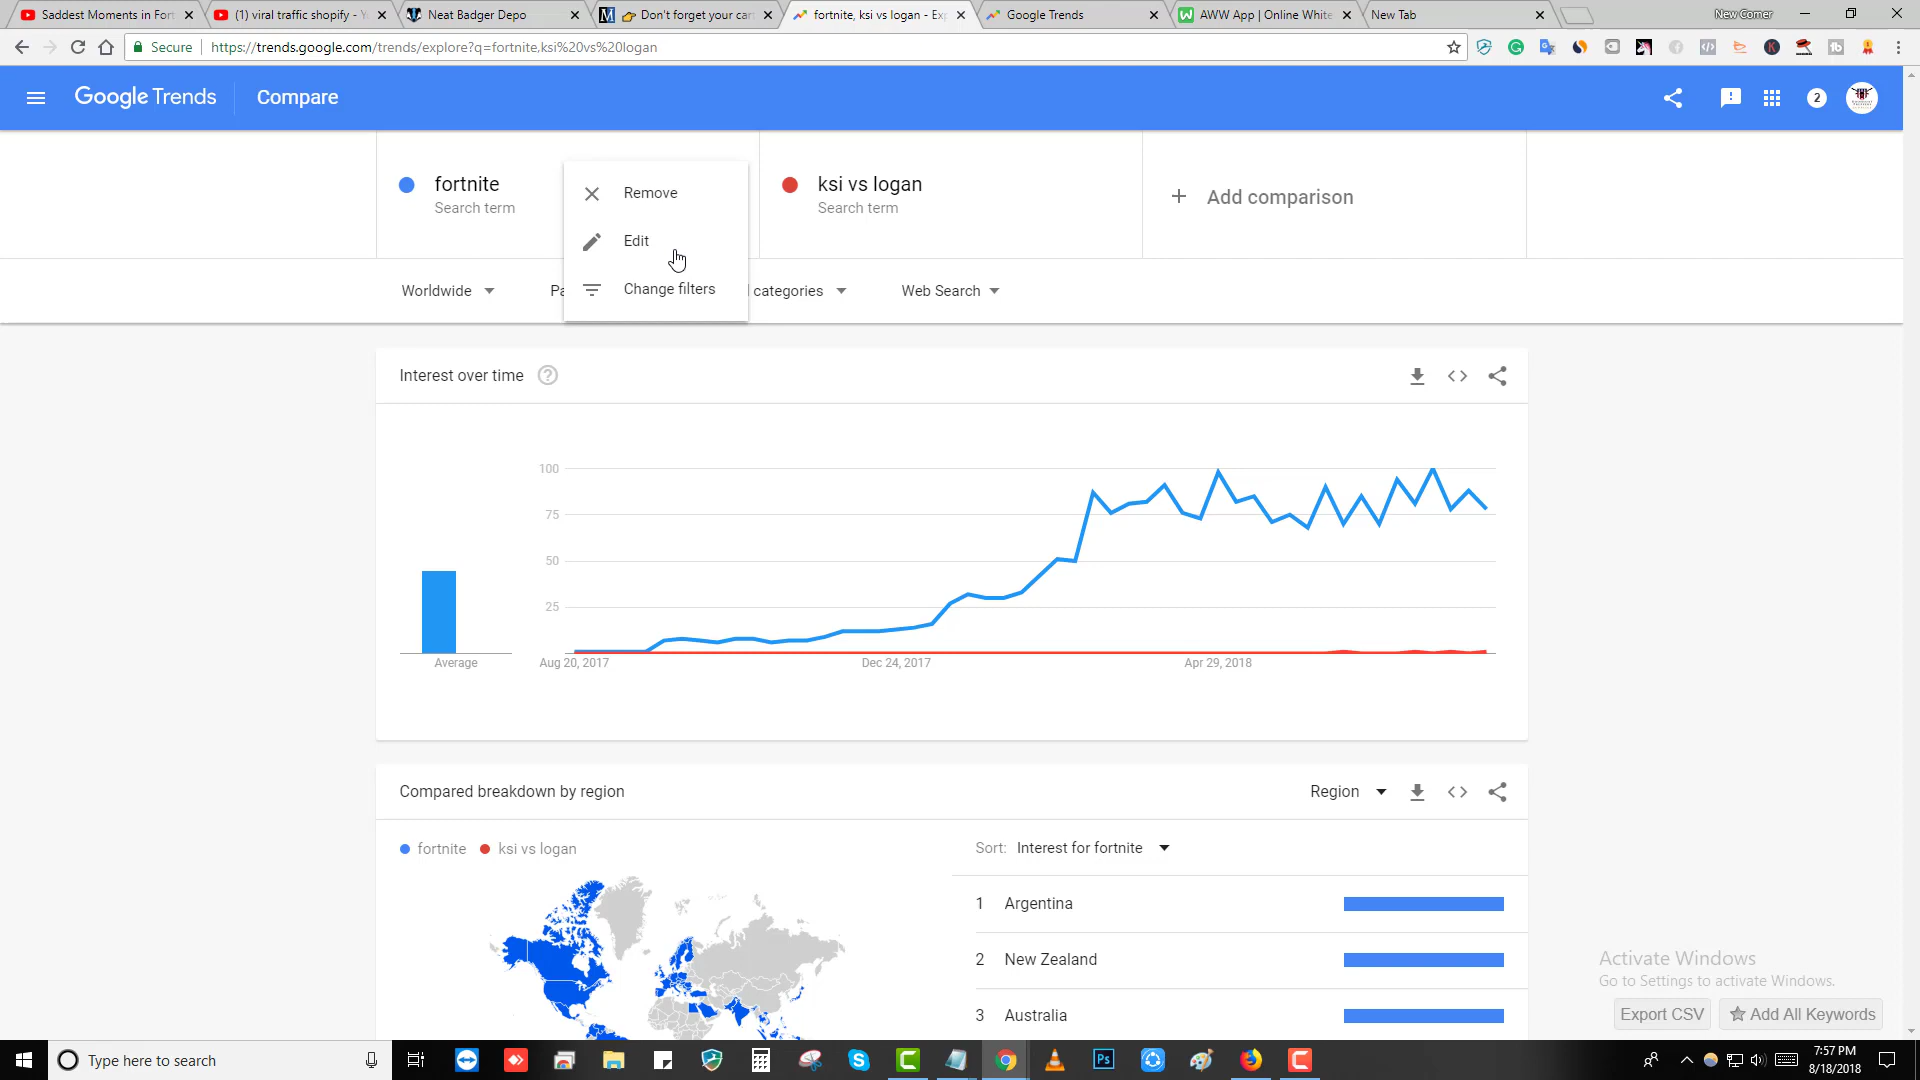 Saddest Moments in Fort
(1) viral traffic shopify - Y
Neat Badger Depo
Don't forget your car
fortnite, ksi vs logan - Exp
Google Trends
AWW App | Online White
New Tab
New Comer
Secure
https://trends.google.com/trends/explore?q=fortnite,ksi%20vs%20logan
Google Trends
Compare
2
fortnite
Search term
Remove
Edit
Change filters
ksi vs logan
Search term
+ Add comparison
Worldwide
Pa
l categories
Web Search
Interest over time
100
75
50
25
Average
Aug 20, 2017
Dec 24, 2017
Apr 29, 2018
Compared breakdown by region
Region
fortnite
ksi vs logan
Sort: Interest for fortnite
1 Argentina
2 New Zealand
3 Australia
Activate Windows
Go to Settings to activate Windows.
Export CSV
Add All Keywords
Type here to search
7:57 PM
8/18/2018